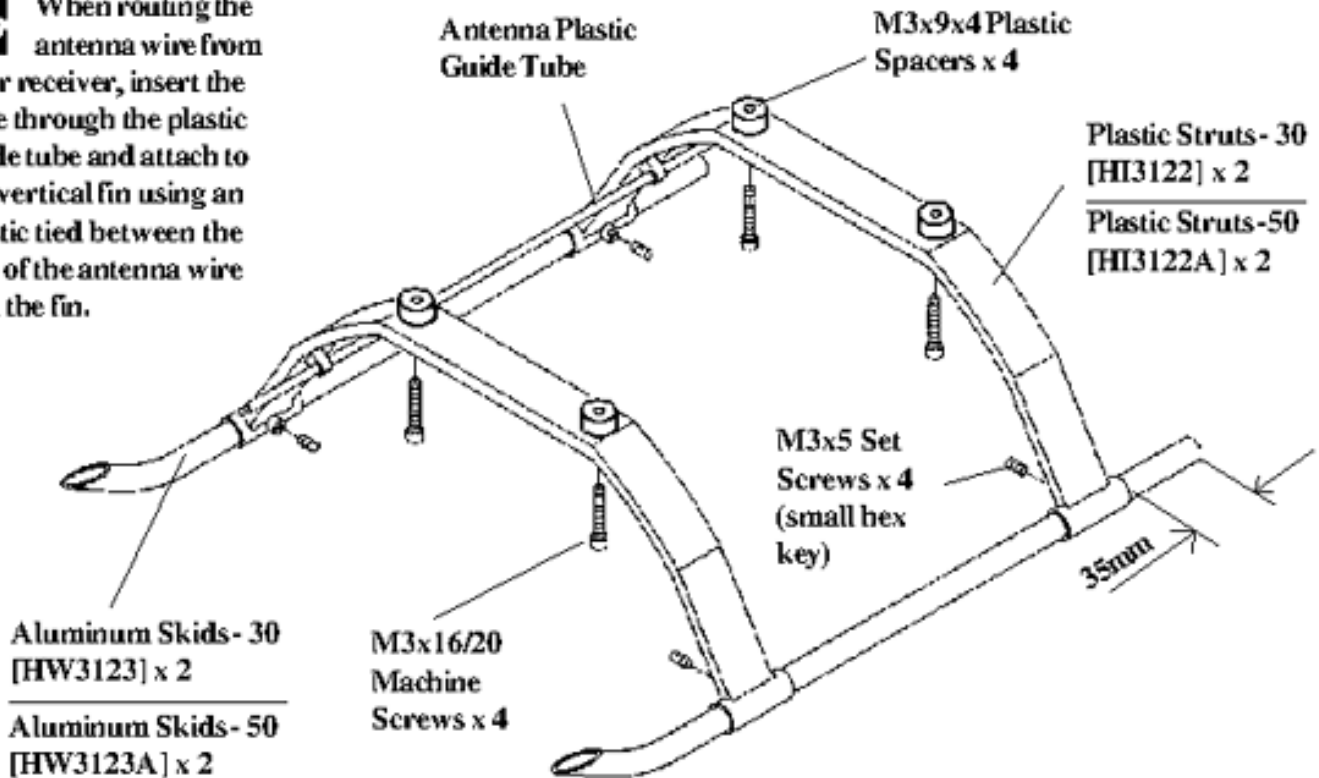 When routing the
antenna wire from
r receiver, insert the
e through the plastic
le tube and attach to
vertical fin using an
tic tied between the
of the antenna wire
the fin.
Antenna Plastic
Guide Tube
M3x9x4 Plastic
Spacers x 4
Plastic Struts - 30
[HI3122] x 2
Plastic Struts - 50
[HI3122A] x 2
M3x5 Set
Screws x 4
(small hex
key)
35mm
Aluminum Skids - 30
[HW3123] x 2
Aluminum Skids - 50
[HW3123A] x 2
M3x16/20
Machine
Screws x 4